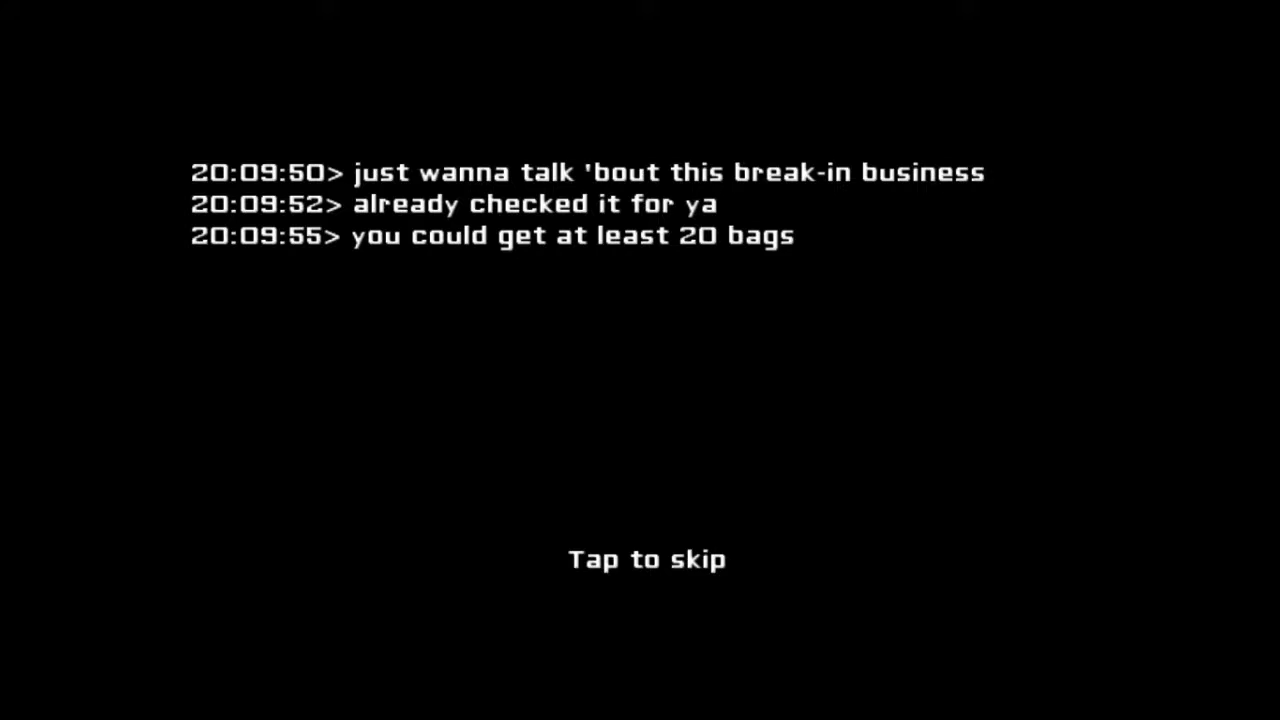 20:09:50> just wanna talk 'bout this break-in business
20:09:52> already checked it for ya
20:09:55> you could get at least 20 bags
Tap to skip